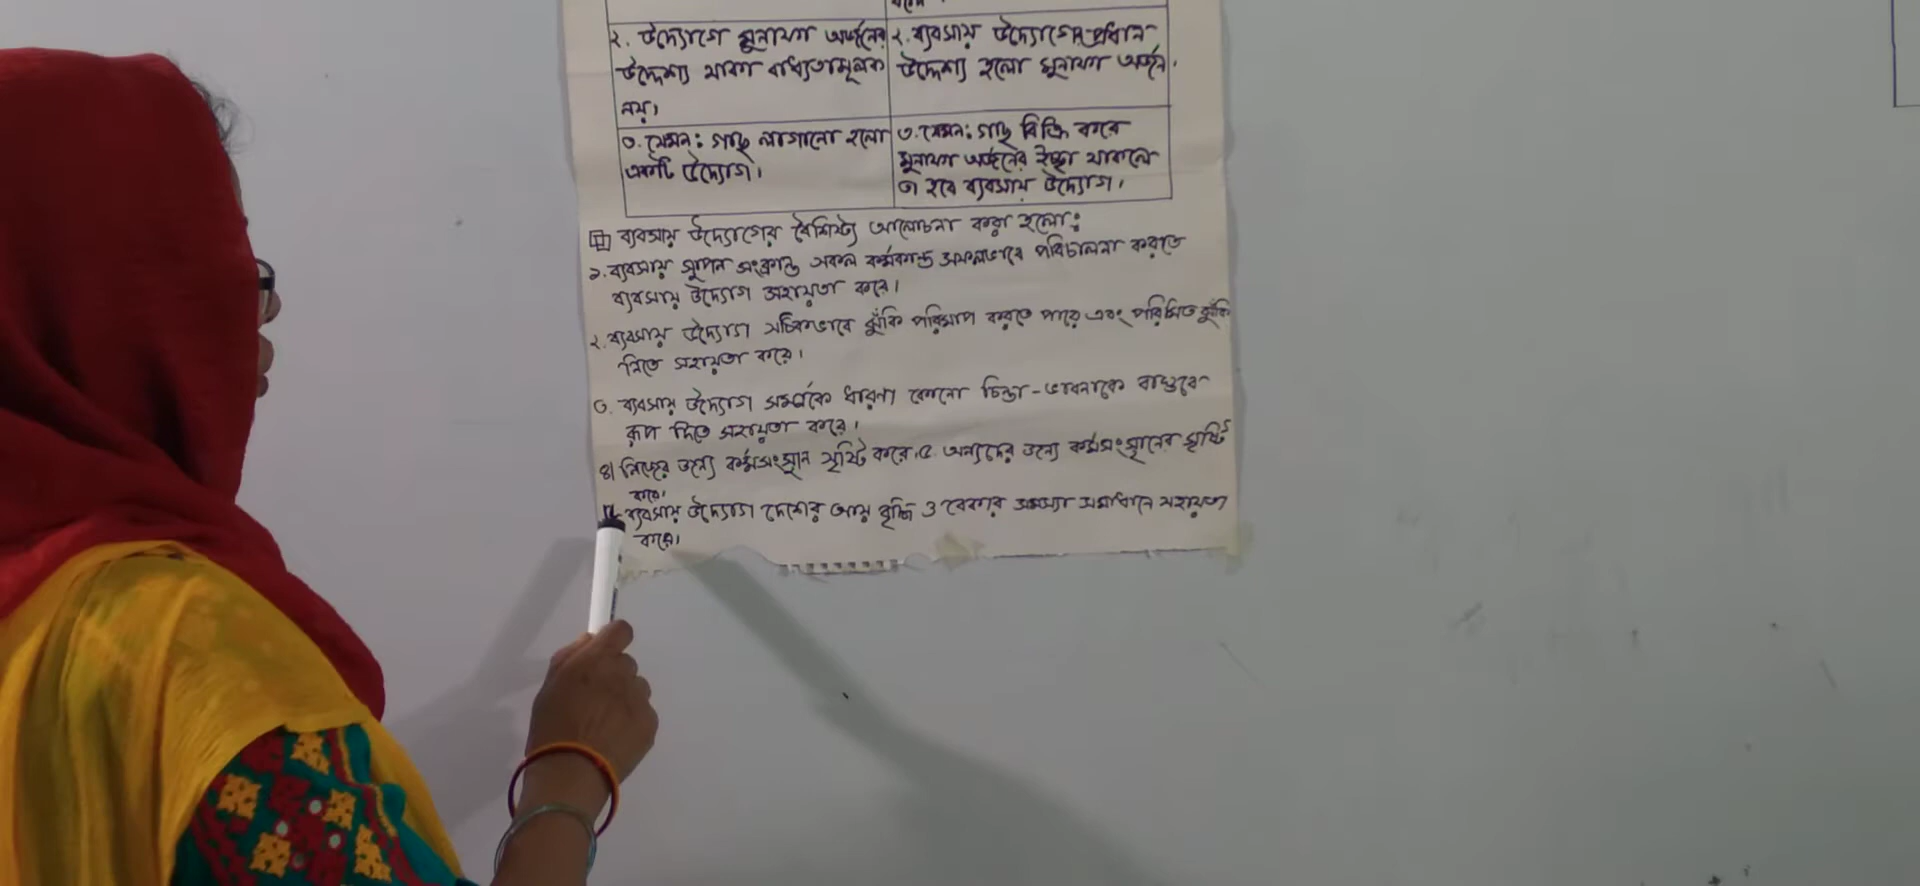 করে।
২. উদ্যোগে মুনাফা অর্জনের
উদ্দেশ্য থাকা বাধ্যতামূলক
নয়।
২. ব্যবসায় উদ্যোগের প্রধান
উদ্দেশ্য হলো মুনাফা অর্জন।
৩. যেমন: গাছ লাগানো হলো
একটি উদ্যোগ।
৩. যেমন: গাছ বিক্রি করে
মুনাফা অর্জনের ইচ্ছা থাকলে
তা হবে ব্যবসায় উদ্যোগ।
ব্যবসায় উদ্যোগের বৈশিষ্ট্য আলোচনা করা হলো:
১. ব্যবসায় স্থাপন সংক্রান্ত সকল কর্মকান্ড সফলভাবে পরিচালনা করতে
ব্যবসায় উদ্যোগ সহায়তা করে।
২. ব্যবসায় উদ্যোগ সঠিকভাবে ঝুঁকি পরিমাপ করতে পারে এবং পরিমিত ঝুঁকি
নিতে সহায়তা করে।
৩. ব্যবসায় উদ্যোগ সম্পর্কে ধারণা কোনো চিন্তা-ভাবনাকে বাস্তবে
রূপ দিতে সহায়তা করে।
৪। নিজের জন্যে কর্মসংস্থান সৃষ্টি করে। ৫. অন্যদের জন্যে কর্মসংস্থানের সৃষ্টি
করে।
ব্যবসায় উদ্যোগ দেশের আয় বৃদ্ধি ও বেকার সমস্যা সমাধানে সহায়তা
করে।